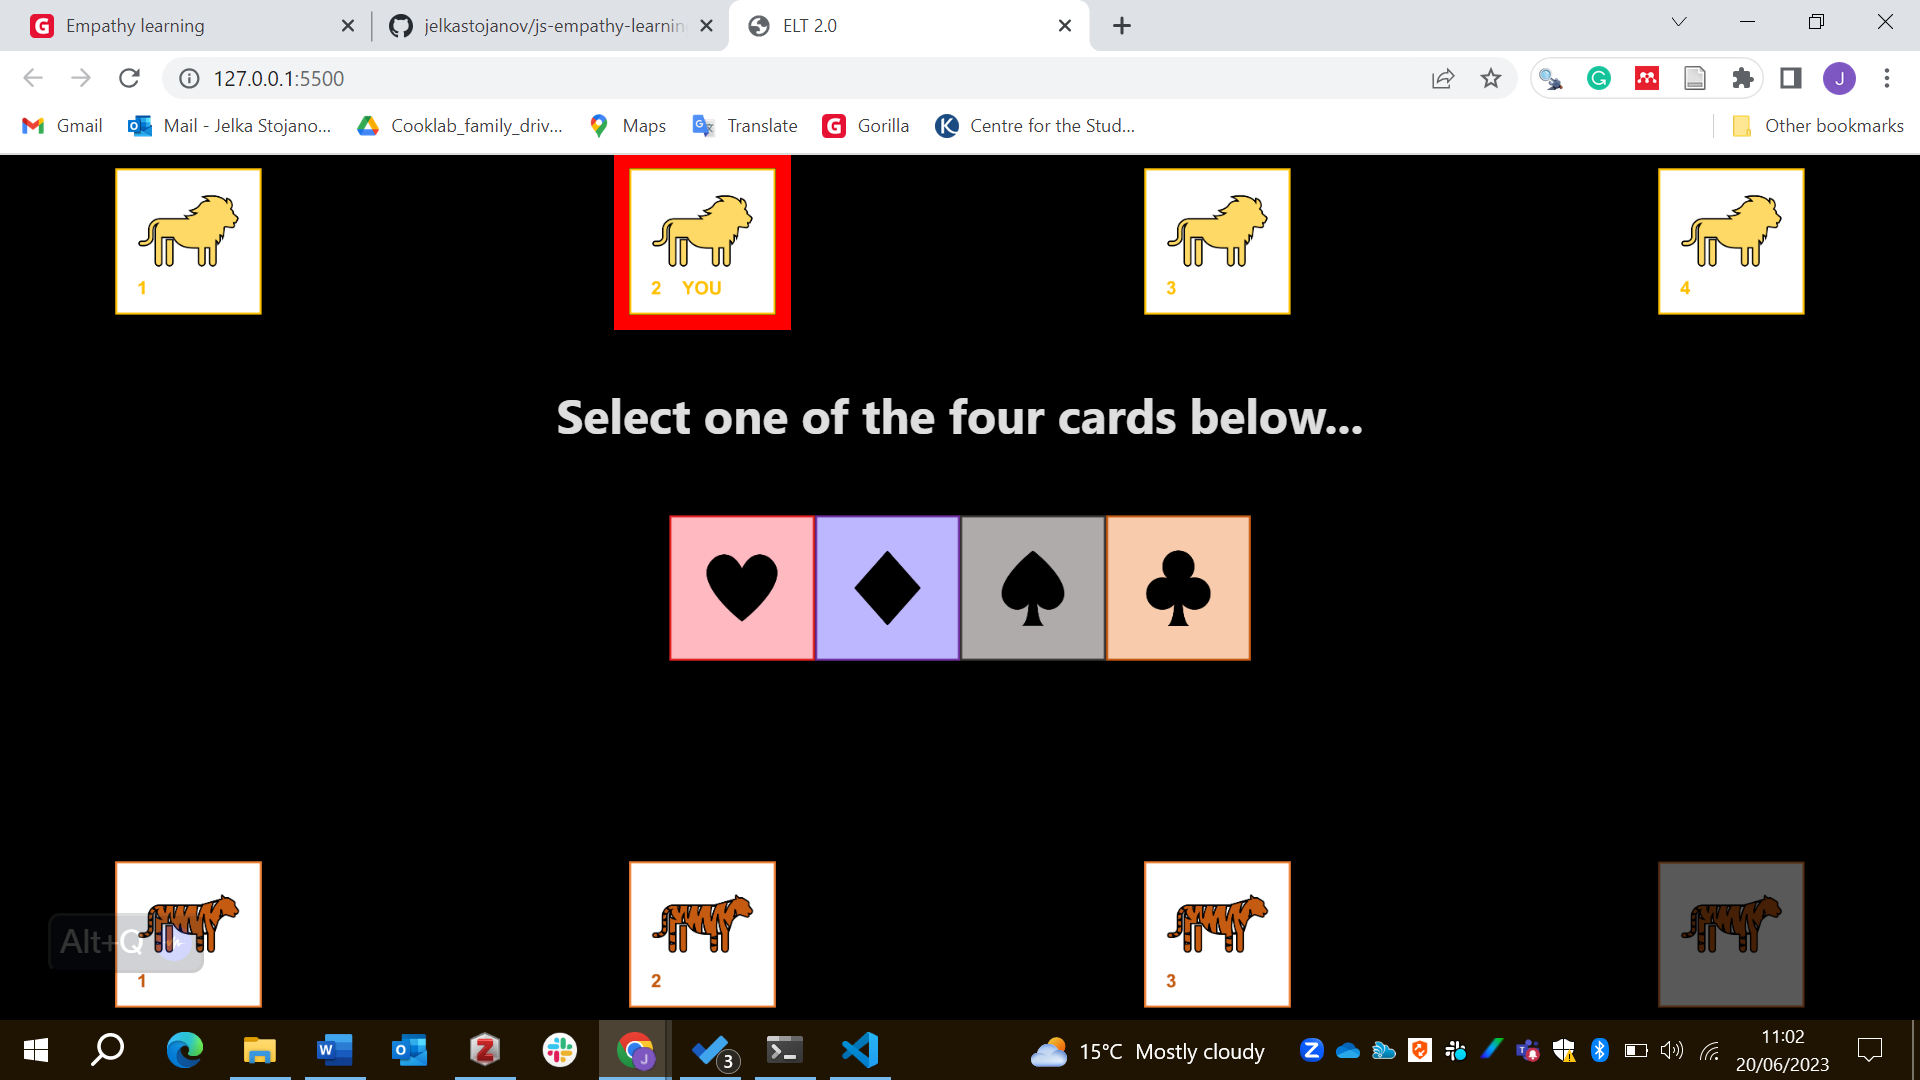 Empathy learning
jelkastojanov/js-empathy-learnin
ELT 2.0
127.0.0.1:5500
J
Gmail
Mail - Jelka Stojano...
Cooklab_family_driv...
Maps
Translate
Gorilla
Centre for the Stud...
Other bookmarks
1
2 YOU
3
4
Select one of the four cards below...
Alt+Q
1
2
3
3
15°C Mostly cloudy
11:02
20/06/2023